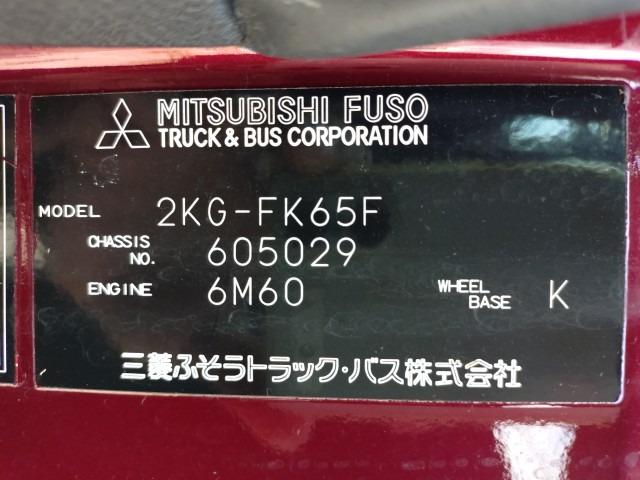 MITSUBISHI FUSO
TRUCK & BUS CORPORATION
MODEL 2KG-FK65F
CHASSIS NO. 605029
ENGINE 6M60 WHEEL BASE K
三菱ふそうトラック・バス株式会社